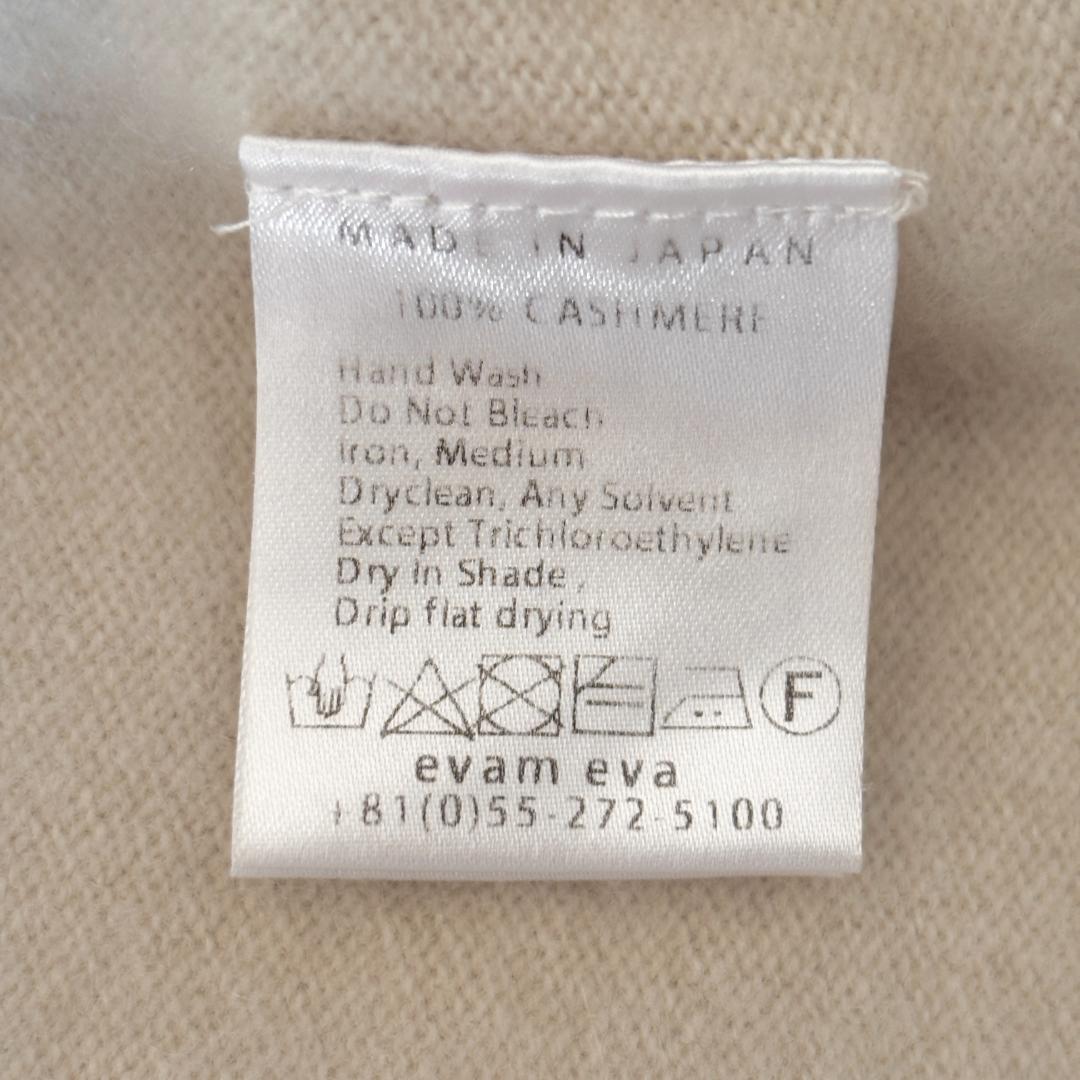 MADE IN JAPAN
100% CASHMERE
Hand Wash
Do Not Bleach
Iron, Medium
Dryclean, Any Solvent
Except Trichloroethylene
Dry in Shade,
Drip flat drying
F
evam eva
+81(0)55-272-5100